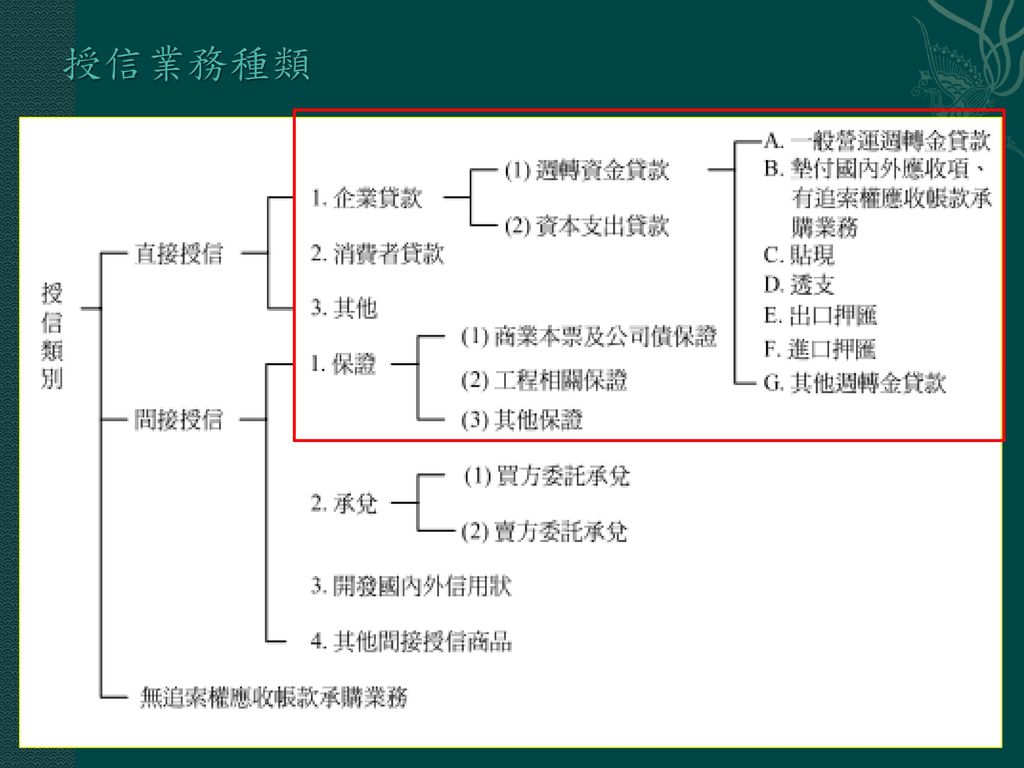 授信業務種類
授信類別
直接授信
1. 企業貸款
(1) 週轉資金貸款
A. 一般營運週轉金貸款
B. 墊付國內外應收項、
有追索權應收帳款承
購業務
C. 貼現
D. 透支
E. 出口押匯
F. 進口押匯
G. 其他週轉金貸款
(2) 資本支出貸款
2. 消費者貸款
3. 其他
間接授信
1. 保證
(1) 商業本票及公司債保證
(2) 工程相關保證
(3) 其他保證
2. 承兌
(1) 買方委託承兌
(2) 賣方委託承兌
3. 開發國內外信用狀
4. 其他間接授信商品
無追索權應收帳款承購業務